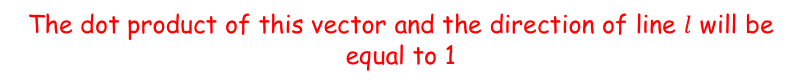 The dot product of this vector and the direction of line l will be
equal to 1